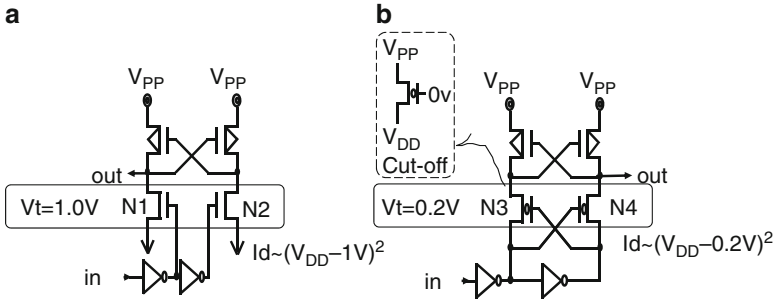 a
V_PP V_PP
out
Vt=1.0V N1 N2
Id~(V_DD–1V)^2
in
b
V_PP
0v
V_DD
Cut-off
V_PP V_PP
out
Vt=0.2V N3 N4
Id~(V_DD–0.2V)^2
in